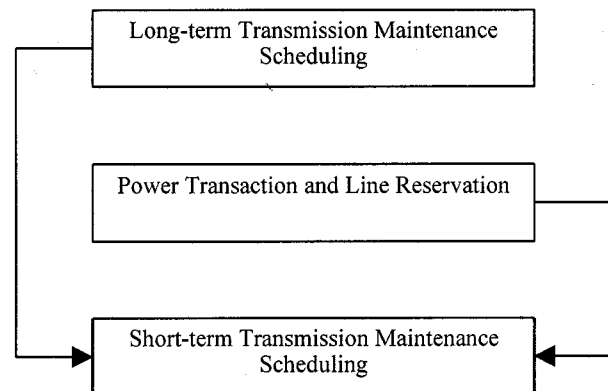 Long-term Transmission Maintenance
Scheduling
Power Transaction and Line Reservation
Short-term Transmission Maintenance
Scheduling